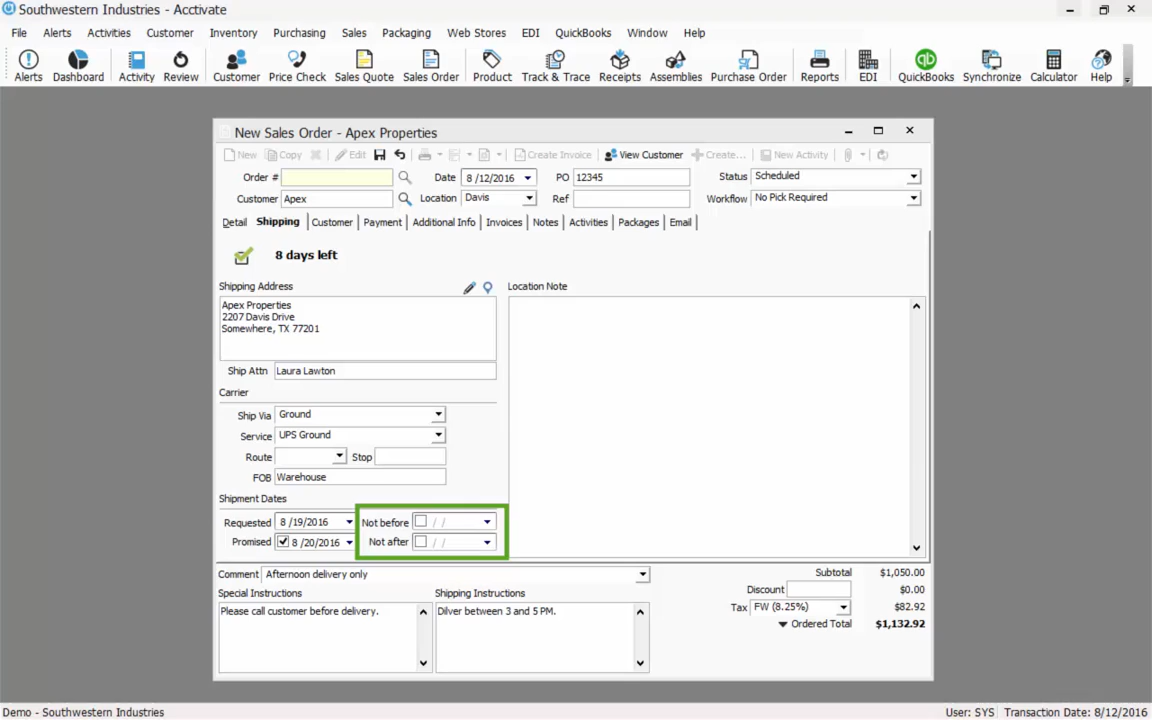 Southwestern Industries - Acctivate
File Alerts Activities Customer Inventory Purchasing Sales Packaging Web Stores EDI QuickBooks Window Help
Alerts Dashboard Activity Review Customer Price Check Sales Quote Sales Order Product Track & Trace Receipts Assemblies Purchase Order Reports EDI QuickBooks Synchronize Calculator Help
New Sales Order - Apex Properties
New Copy Edit Create Invoice View Customer Create... New Activity
Order # Date 8 /12/2016 PO 12345 Status Scheduled
Customer Apex Location Davis Ref Workflow No Pick Required
Detail Shipping Customer Payment Additional Info Invoices Notes Activities Packages Email
8 days left
Shipping Address Location Note
Apex Properties
2207 Davis Drive
Somewhere, TX 77201
Ship Attn Laura Lawton
Carrier
Ship Via Ground
Service UPS Ground
Route Stop
FOB Warehouse
Shipment Dates
Requested 8 /19/2016 Not before / /
Promised 8 /20/2016 Not after / /
Comment Afternoon delivery only Subtotal $1,050.00
Special Instructions Shipping Instructions Discount $0.00
Please call customer before delivery. Dilver between 3 and 5 PM. Tax FW (8.25%) $82.92
Ordered Total $1,132.92
Demo - Southwestern Industries User: SYS Transaction Date: 8/12/2016